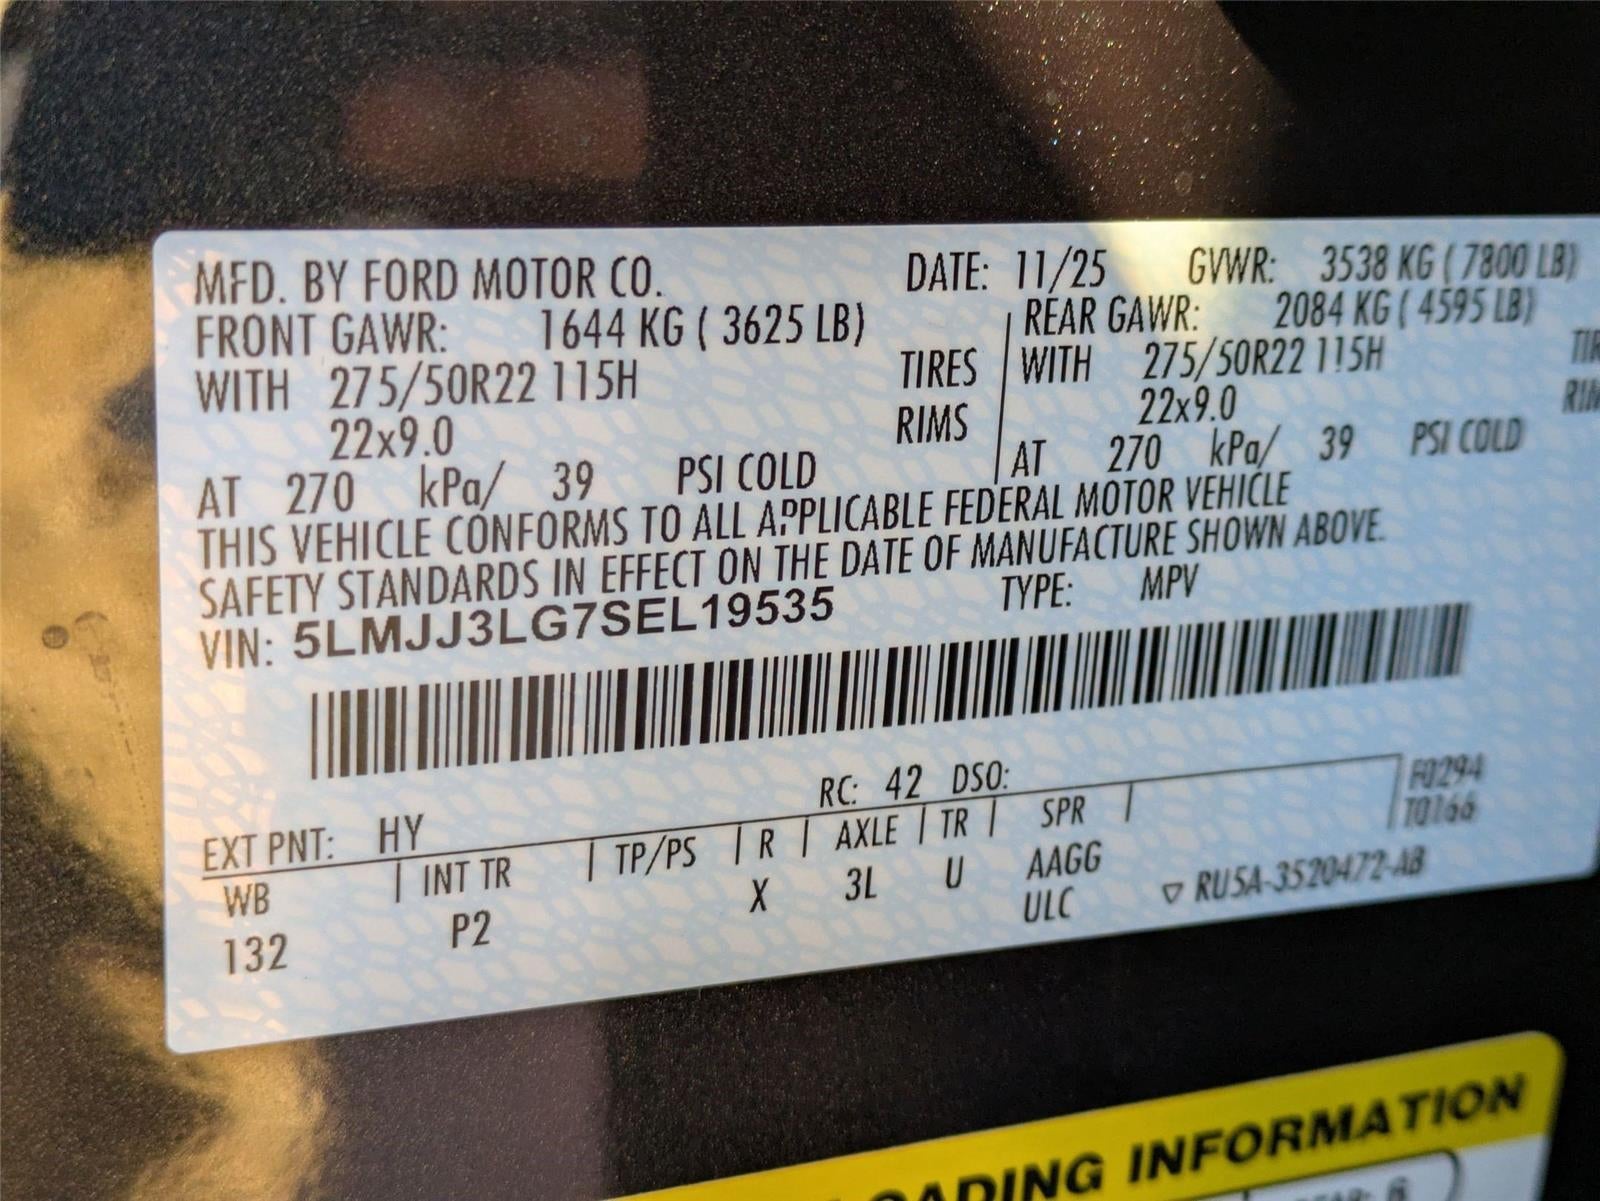 MFD. BY FORD MOTOR CO. DATE: 11/25 GVWR: 3538 KG ( 7800 LB)
FRONT GAWR: 1644 KG ( 3625 LB) REAR GAWR: 2084 KG ( 4595 LB)
WITH 275/50R22 115H TIRES WITH 275/50R22 115H
22x9.0 RIMS 22x9.0
AT 270 kPa/ 39 PSI COLD AT 270 kPa/ 39 PSI COLD
THIS VEHICLE CONFORMS TO ALL APPLICABLE FEDERAL MOTOR VEHICLE
SAFETY STANDARDS IN EFFECT ON THE DATE OF MANUFACTURE SHOWN ABOVE.
VIN: 5LMJJ3LG7SEL19535 TYPE: MPV
EXT PNT: HY RC: 42 DSO: F0294
T0166
WB | INT TR | TP/PS | R | AXLE | TR | SPR |
132 P2 X 3L U AAGG
ULC ▽ RU5A-3520472-AB
LOADING INFORMATION